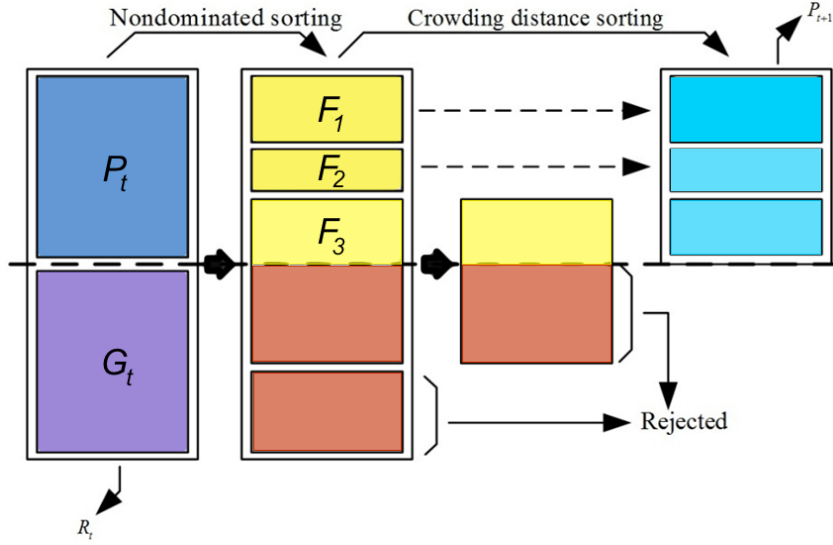 Nondominated sorting
Crowding distance sorting
P_{t+1}
P_t
F_1
F_2
F_3
G_t
Rejected
R_t